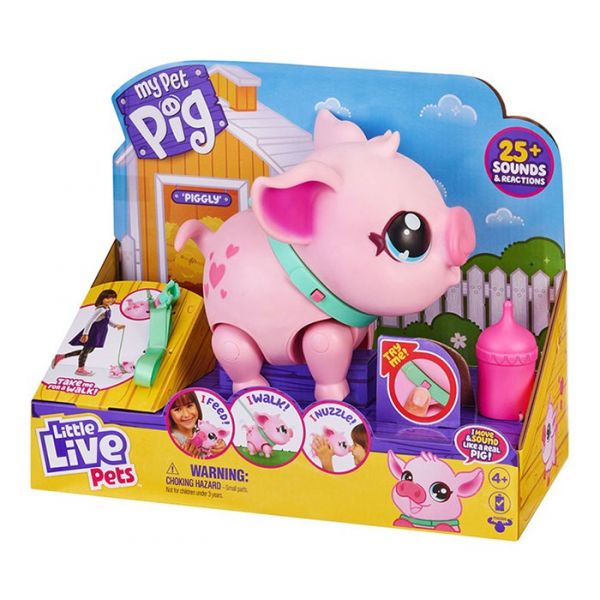 my Pet
Pig
25+
SOUNDS
& REACTIONS
'PIGGLY'
TRY
me!
TAKE me
FOR a WALK!
I FEED!
I WALK!
I NUZZLE!
I MOVE
& SOUND
LIKE A REAL
PIG!
Little
Live
Pets
WARNING:
CHOKING HAZARD – Small parts.
Not for children under 3 years.
4+